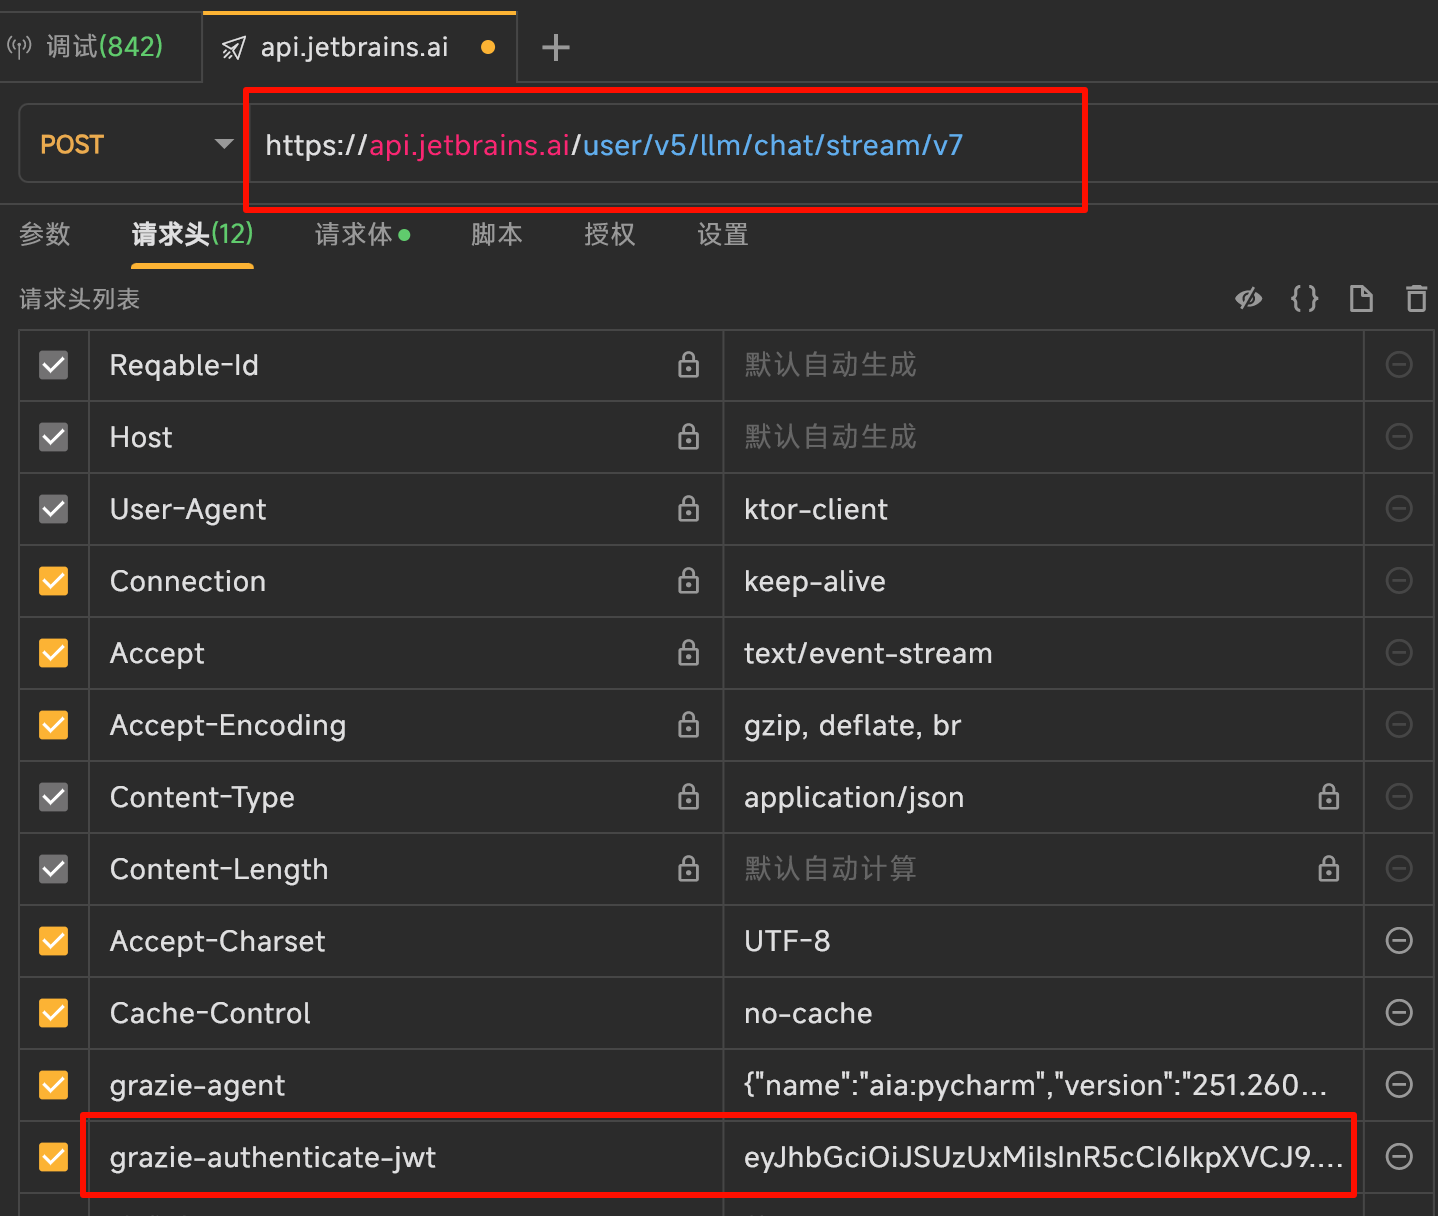 调试(842)
api.jetbrains.ai
POST
https://api.jetbrains.ai/user/v5/llm/chat/stream/v7
参数 请求头(12) 请求体 脚本 授权 设置
请求头列表
Reqable-Id 默认自动生成
Host 默认自动生成
User-Agent ktor-client
Connection keep-alive
Accept text/event-stream
Accept-Encoding gzip, deflate, br
Content-Type application/json
Content-Length 默认自动计算
Accept-Charset UTF-8
Cache-Control no-cache
grazie-agent {"name":"aia:pycharm","version":"251.260...
grazie-authenticate-jwt eyJhbGciOiJSUzUxMiIsInR5cCI6IkpXVCJ9....